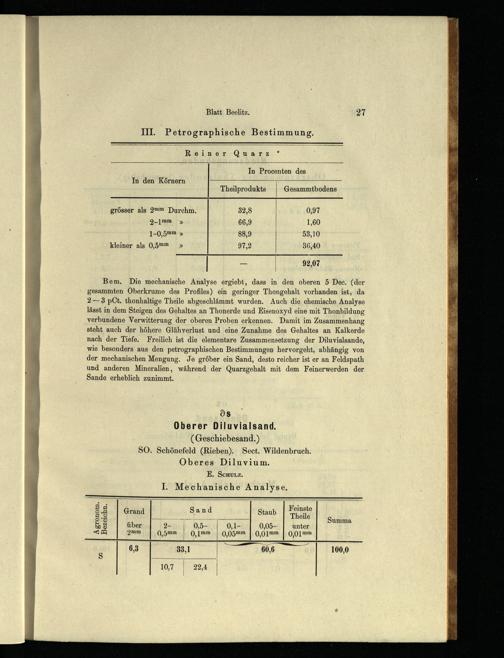 Blatt Beelitz. 27
III. Petrographische Bestimmung.
Reiner Quarz
In den Körnern
In Procenten des
Theilprodukts Gesammtbodens
grösser als 2mm Durchm. 32,8 0,97
2-1mm » 66,9 1,60
1-0,5mm » 88,9 53,10
kleiner als 0,5mm » 97,2 36,40
— 92,07
Bem. Die mechanische Analyse ergiebt, dass in den oberen 5 Dec. (der
gesammten Oberkrume des Profiles) ein geringer Thongehalt vorhanden ist, da
2—3 pCt. thonhaltige Theile abgeschlämmt wurden. Auch die chemische Analyse
lässt in dem Steigen des Gehaltes an Thonerde und Eisenoxyd eine mit Thonbildung
verbundene Verwitterung der oberen Proben erkennen. Damit im Zusammenhang
steht auch der höhere Glühverlust und eine Zunahme des Gehaltes an Kalkerde
nach der Tiefe. Freilich ist die elementare Zusammensetzung der Diluvialsande,
wie besonders aus den petrographischen Bestimmungen hervorgeht, abhängig von
der mechanischen Mengung. Je gröber ein Sand, desto reicher ist er an Feldspath
und anderen Mineralien, während der Quarzgehalt mit dem Feinerwerden der
Sande erheblich zunimmt.
∂s
Oberer Diluvialsand.
(Geschiebesand.)
SO. Schönefeld (Rieben). Sect. Wildenbruch.
Oberes Diluvium.
E. Schulz.
I. Mechanische Analyse.
Agronom. Bezeichn.
Grand über 2mm
Sand
2-0,5mm 0,5-0,1mm 0,1-0,05mm
Staub 0,05-0,01mm
Feinste Theile unter 0,01mm
Summa
S 6,3 33,1 60,6 100,0
10,7 22,4